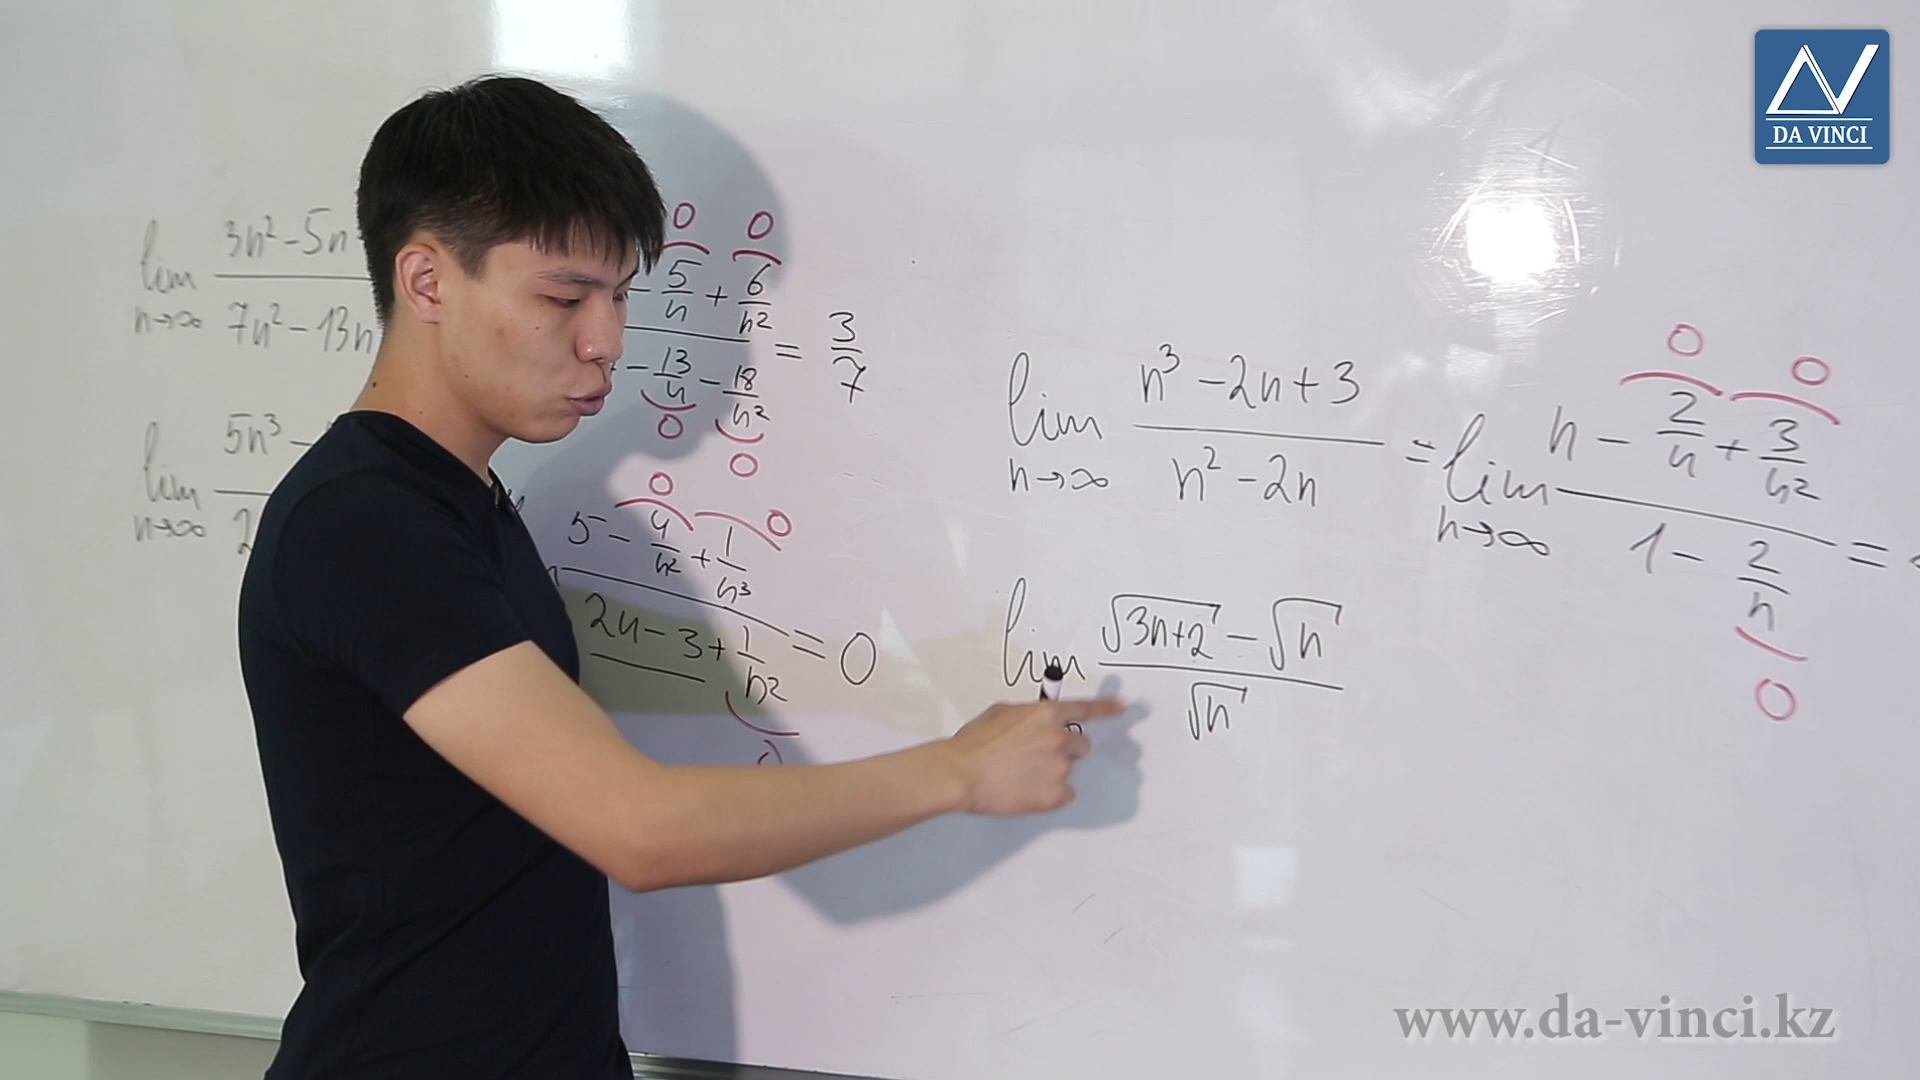 DA VINCI
lim n→∞ 3n² - 5n
7n² - 13n
0 0
- 5/n + 6/n²
- 13/n - 18/n²
0 0
= 3/7
lim n→∞ 5n³ -
2
0 0
5 - 4/n² + 1/n³
2n - 3 + 1/n²
= 0
lim n→∞ (n³ - 2n + 3)/(n² - 2n) = lim n→∞ (n - 2/n + 3/n²)/(1 - 2/n) =
0 0
0
lim (√(3n+2) - √n)/√n
www.da-vinci.kz